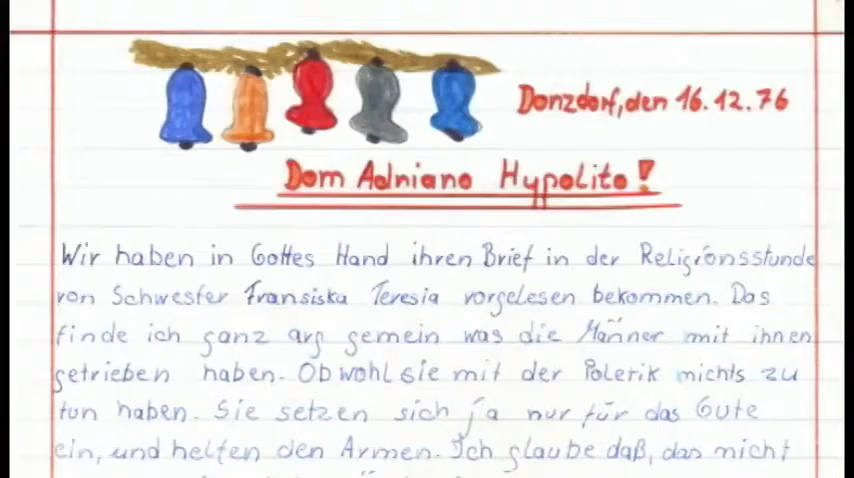 Donzdorf, den 16.12.76
Dom Adriano Hypolito!
Wir haben in Gottes Hand ihren Brief in der Religionsstunde
von Schwester Fransiska Teresia vorgelesen bekommen. Das
finde ich ganz arg gemein was die Männer mit ihnen
getrieben haben. Obwohl sie mit der Poletik nichts zu
tun haben. Sie setzen sich ja nur für das Gute
ein, und helfen den Armen. Ich glaube daß, das nicht